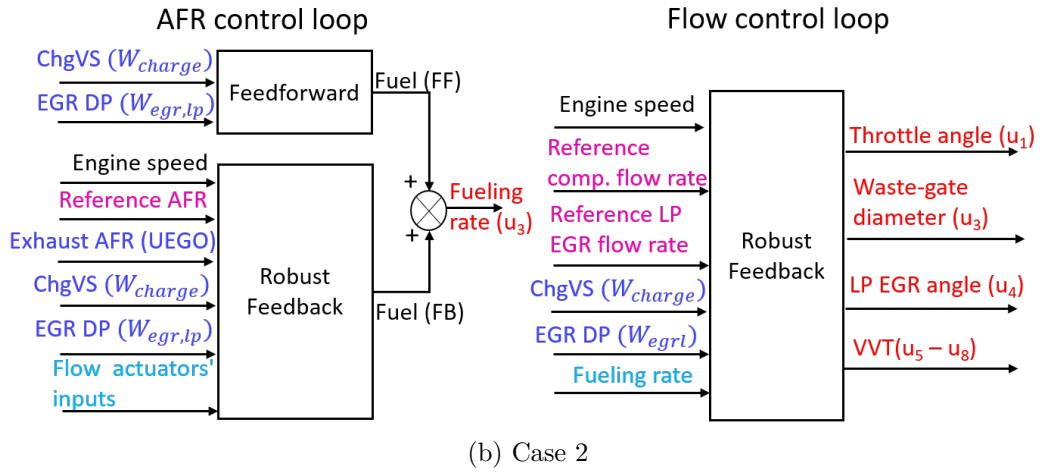 AFR control loop
ChgVS (W_charge)
EGR DP (W_egr,lp)
Feedforward
Fuel (FF)
Engine speed
Reference AFR
Exhaust AFR (UEGO)
ChgVS (W_charge)
EGR DP (W_egr,lp)
Flow actuators'
inputs
Robust
Feedback
Fuel (FB)
+
+
Fueling
rate (u₃)
Flow control loop
Engine speed
Reference
comp. flow rate
Reference LP
EGR flow rate
ChgVS (W_charge)
EGR DP (W_egrl)
Fueling rate
Robust
Feedback
Throttle angle (u₁)
Waste-gate
diameter (u₃)
LP EGR angle (u₄)
VVT(u₅ – u₈)
(b) Case 2